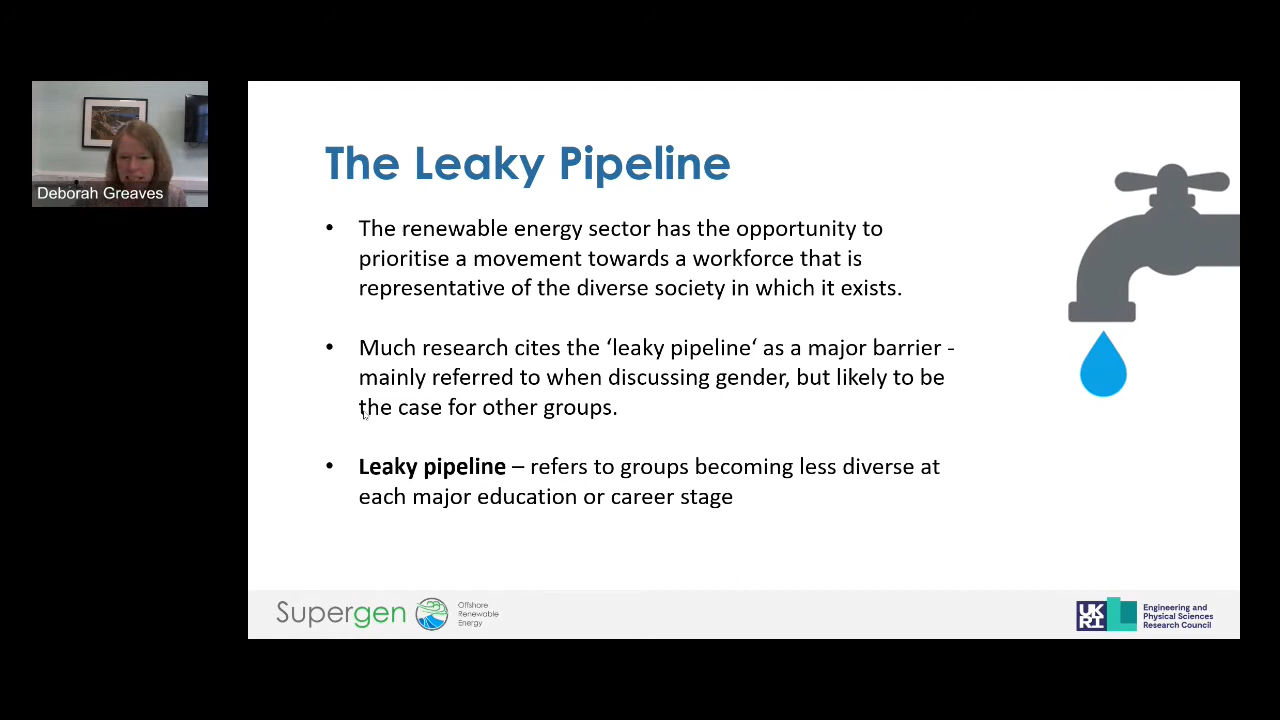 Deborah Greaves
The Leaky Pipeline
• The renewable energy sector has the opportunity to
prioritise a movement towards a workforce that is
representative of the diverse society in which it exists.
• Much research cites the ‘leaky pipeline‘ as a major barrier -
mainly referred to when discussing gender, but likely to be
the case for other groups.
• Leaky pipeline – refers to groups becoming less diverse at
each major education or career stage
Supergen
Offshore
Renewable
Energy
UK
RI
Engineering and
Physical Sciences
Research Council